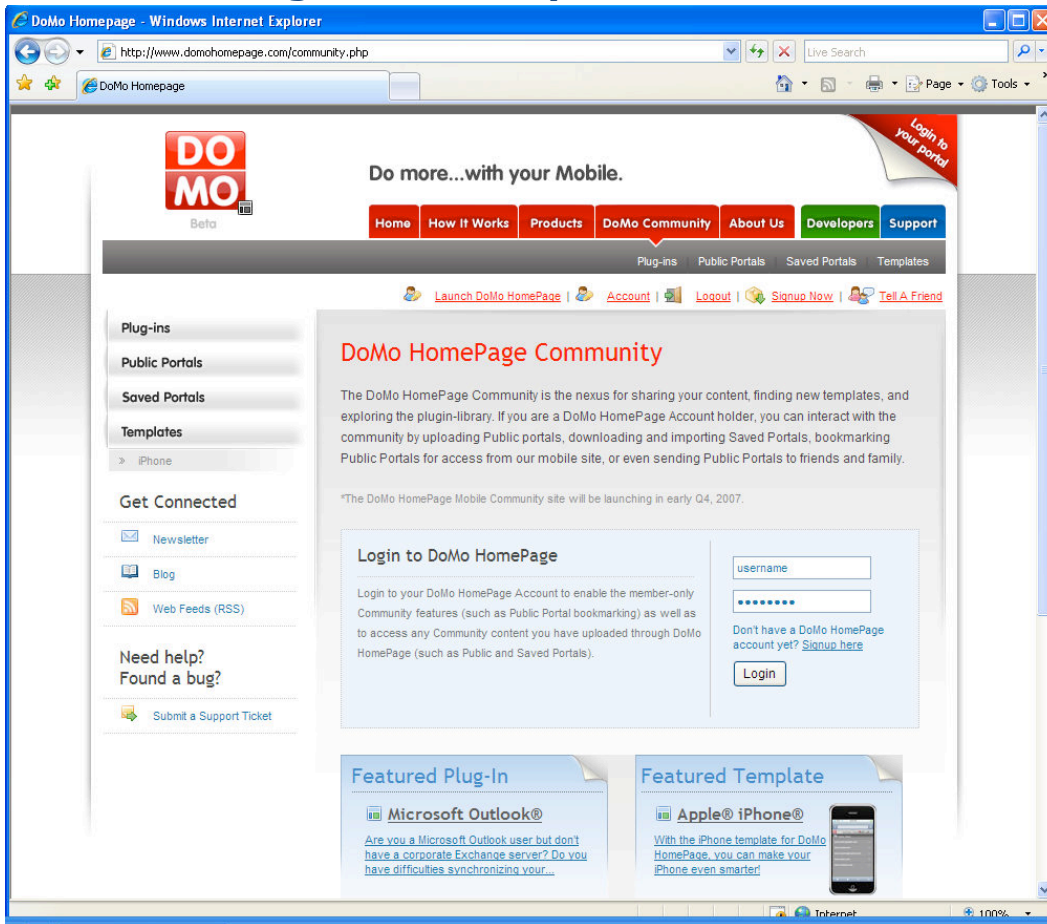 DoMo Homepage - Windows Internet Explorer
http://www.domohomepage.com/community.php
Live Search
DoMo Homepage
Page
Tools
DO
MO
Beta
Do more...with your Mobile.
Login to
your portal
Home How It Works Products DoMo Community About Us Developers Support
Plug-ins Public Portals Saved Portals Templates
Launch DoMo HomePage | Account | Logout | Signup Now | Tell A Friend
Plug-ins
Public Portals
Saved Portals
Templates
» iPhone
Get Connected
Newsletter
Blog
Web Feeds (RSS)
Need help?
Found a bug?
Submit a Support Ticket
DoMo HomePage Community
The DoMo HomePage Community is the nexus for sharing your content, finding new templates, and
exploring the plugin-library. If you are a DoMo HomePage Account holder, you can interact with the
community by uploading Public portals, downloading and importing Saved Portals, bookmarking
Public Portals for access from our mobile site, or even sending Public Portals to friends and family.
*The DoMo HomePage Mobile Community site will be launching in early Q4, 2007.
Login to DoMo HomePage
Login to your DoMo HomePage Account to enable the member-only
Community features (such as Public Portal bookmarking) as well as
to access any Community content you have uploaded through DoMo
HomePage (such as Public and Saved Portals).
username
••••••••
Don't have a DoMo HomePage
account yet? Signup here
Login
Featured Plug-In
Microsoft Outlook®
Are you a Microsoft Outlook user but don't
have a corporate Exchange server? Do you
have difficulties synchronizing your...
Featured Template
Apple® iPhone®
With the iPhone template for DoMo
HomePage, you can make your
iPhone even smarter!
Internet
100%